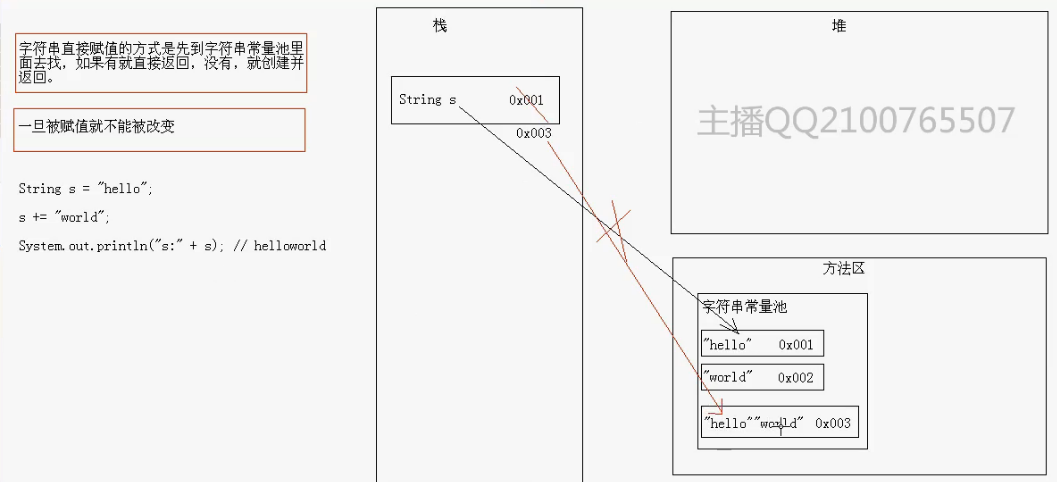 字符串直接赋值的方式是先到字符串常量池里
面去找，如果有就直接返回，没有，就创建并
返回。
一旦被赋值就不能被改变
String s = "hello";
s += "world";
System.out.println("s:" + s); // helloworld
栈
String s 0x001
0x003
堆
主播QQ2100765507
方法区
字符串常量池
"hello" 0x001
"world" 0x002
"hello""world" 0x003